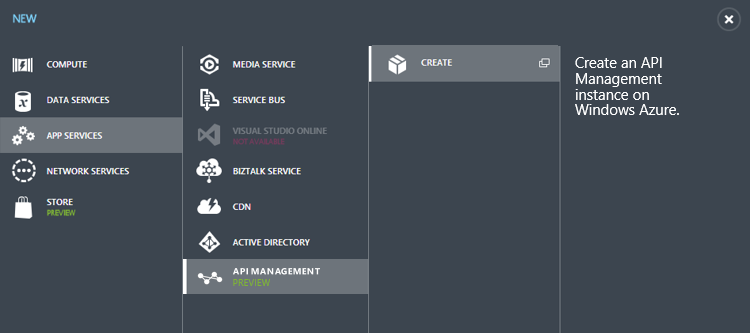 NEW
COMPUTE
DATA SERVICES
APP SERVICES
NETWORK SERVICES
STORE
PREVIEW
MEDIA SERVICE
SERVICE BUS
VISUAL STUDIO ONLINE
NOT AVAILABLE
BIZTALK SERVICE
CDN
ACTIVE DIRECTORY
API MANAGEMENT
PREVIEW
CREATE
Create an API
Management
instance on
Windows Azure.